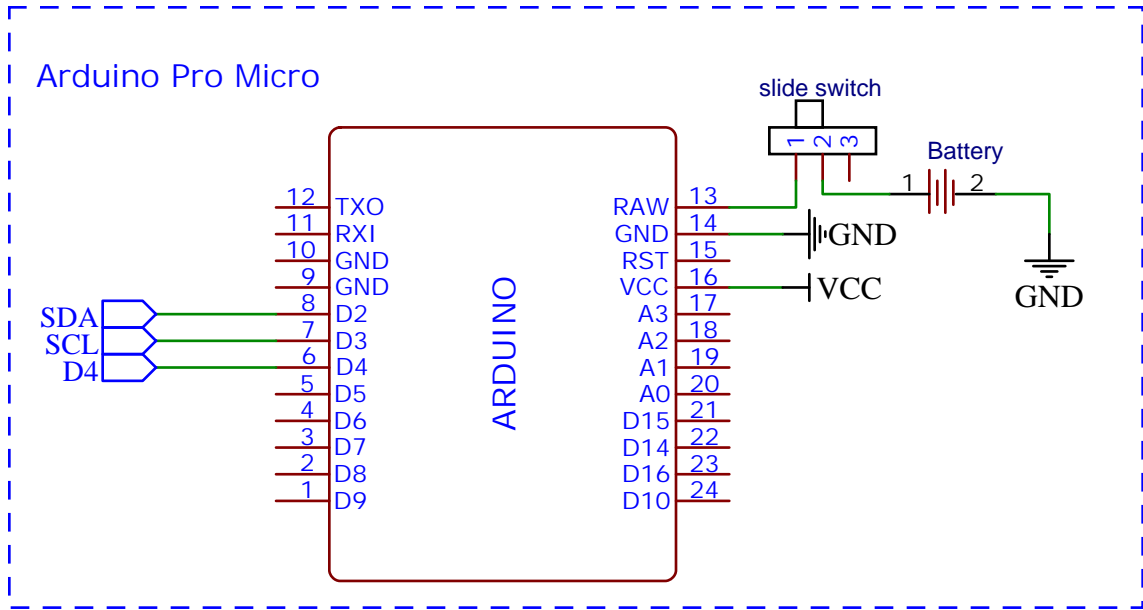 Arduino Pro Micro
slide switch
1 2 3
Battery
1 2
GND
12 TXO
11 RXI
10 GND
9 GND
SDA 8 D2
SCL 7 D3
D4 6 D4
5 D5
4 D6
3 D7
2 D8
1 D9
ARDUINO
RAW 13
GND 14 GND
RST 15
VCC 16 VCC
A3 17
A2 18
A1 19
A0 20
D15 21
D14 22
D16 23
D10 24